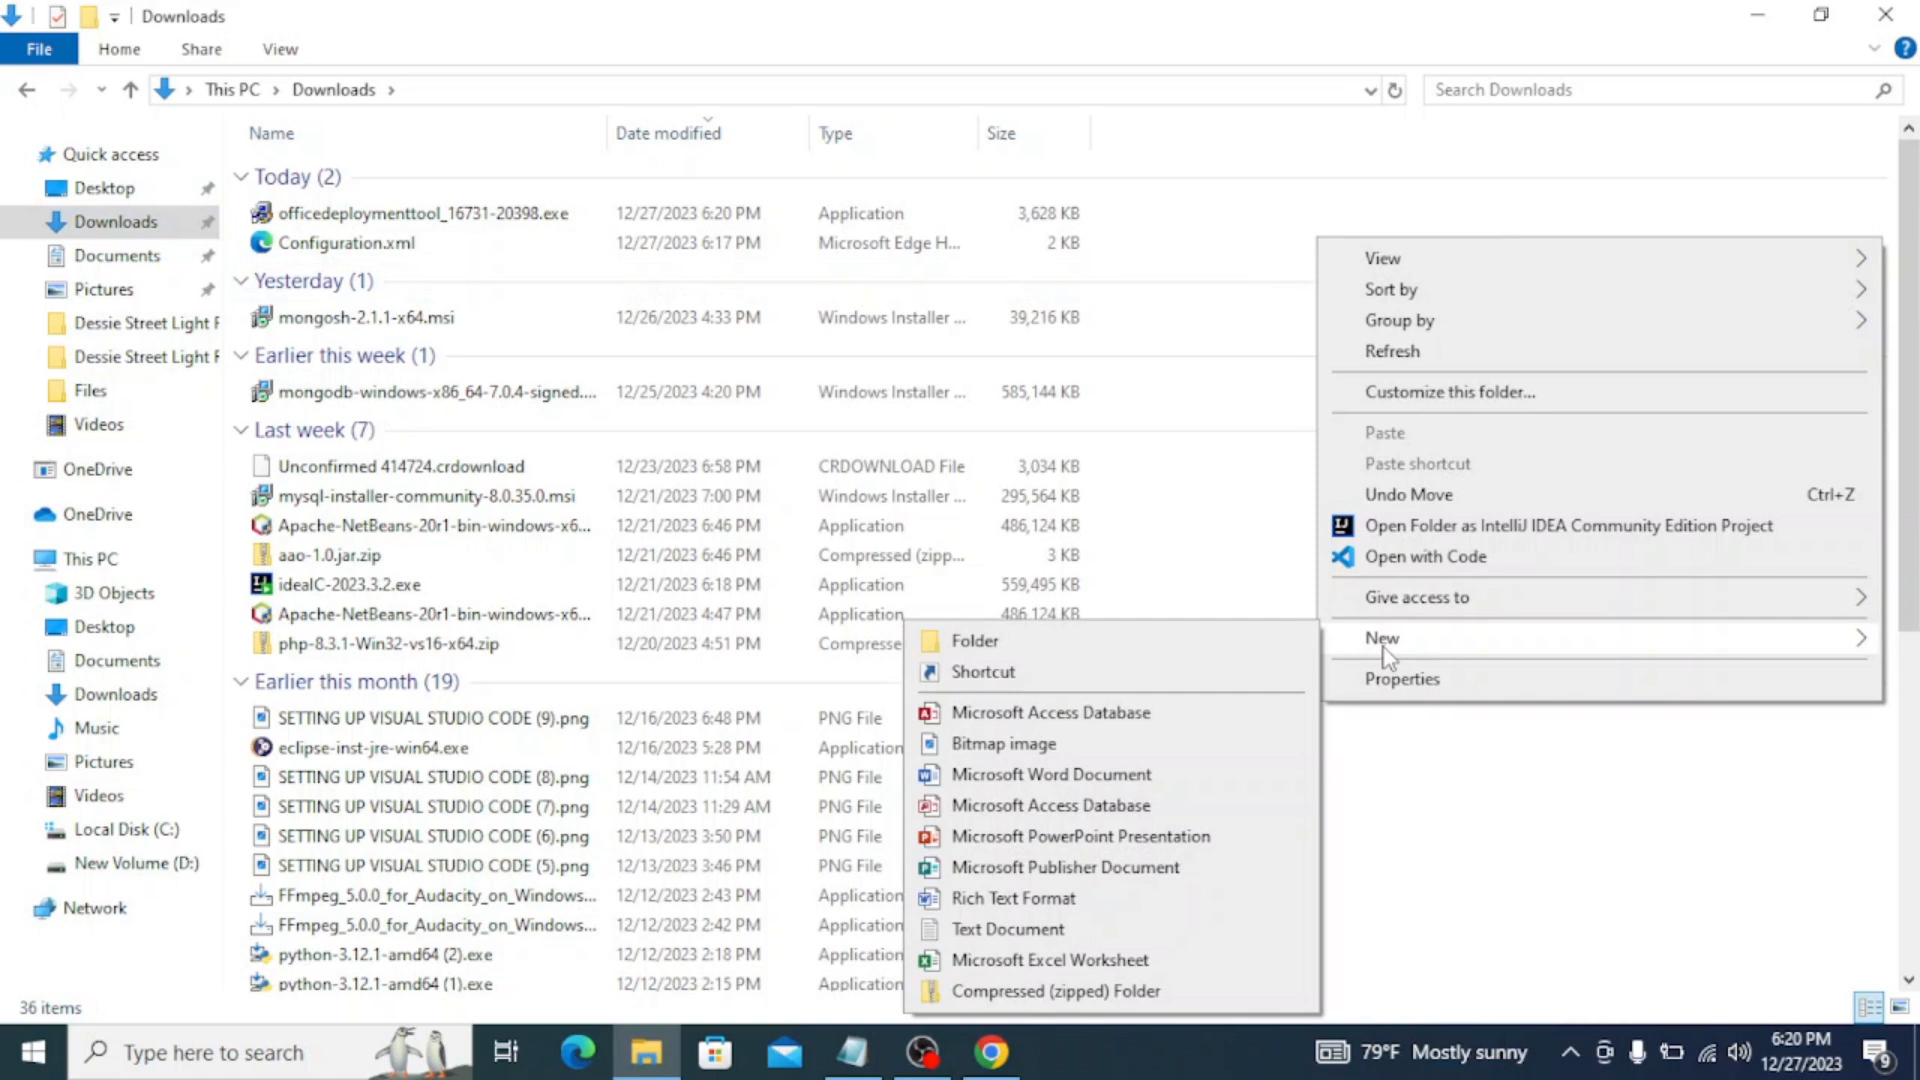 Downloads
File Home Share View
This PC > Downloads >
Search Downloads
Name Date modified Type Size
Quick access
Desktop
Downloads
Documents
Pictures
Dessie Street Light F
Dessie Street Light F
Files
Videos
OneDrive
OneDrive
This PC
3D Objects
Desktop
Documents
Downloads
Music
Pictures
Videos
Local Disk (C:)
New Volume (D:)
Network
Today (2)
officedeploymenttool_16731-20398.exe 12/27/2023 6:20 PM Application 3,628 KB
Configuration.xml 12/27/2023 6:17 PM Microsoft Edge H... 2 KB
Yesterday (1)
mongosh-2.1.1-x64.msi 12/26/2023 4:33 PM Windows Installer ... 39,216 KB
Earlier this week (1)
mongodb-windows-x86_64-7.0.4-signed.... 12/25/2023 4:20 PM Windows Installer ... 585,144 KB
Last week (7)
Unconfirmed 414724.crdownload 12/23/2023 6:58 PM CRDOWNLOAD File 3,034 KB
mysql-installer-community-8.0.35.0.msi 12/21/2023 7:00 PM Windows Installer ... 295,564 KB
Apache-NetBeans-20r1-bin-windows-x6... 12/21/2023 6:46 PM Application 486,124 KB
aao-1.0.jar.zip 12/21/2023 6:46 PM Compressed (zipp... 3 KB
ideaIC-2023.3.2.exe 12/21/2023 6:18 PM Application 559,495 KB
Apache-NetBeans-20r1-bin-windows-x6... 12/21/2023 4:47 PM Application 486,124 KB
php-8.3.1-Win32-vs16-x64.zip 12/20/2023 4:51 PM Compresse
Earlier this month (19)
SETTING UP VISUAL STUDIO CODE (9).png 12/16/2023 6:48 PM PNG File
eclipse-inst-jre-win64.exe 12/16/2023 5:28 PM Application
SETTING UP VISUAL STUDIO CODE (8).png 12/14/2023 11:54 AM PNG File
SETTING UP VISUAL STUDIO CODE (7).png 12/14/2023 11:29 AM PNG File
SETTING UP VISUAL STUDIO CODE (6).png 12/13/2023 3:50 PM PNG File
SETTING UP VISUAL STUDIO CODE (5).png 12/13/2023 3:46 PM PNG File
FFmpeg_5.0.0_for_Audacity_on_Windows... 12/12/2023 2:43 PM Application
FFmpeg_5.0.0_for_Audacity_on_Windows... 12/12/2023 2:42 PM Application
python-3.12.1-amd64 (2).exe 12/12/2023 2:18 PM Application
python-3.12.1-amd64 (1).exe 12/12/2023 2:15 PM Application
View
Sort by
Group by
Refresh
Customize this folder...
Paste
Paste shortcut
Undo Move Ctrl+Z
Open Folder as IntelliJ IDEA Community Edition Project
Open with Code
Give access to
New
Properties
Folder
Shortcut
Microsoft Access Database
Bitmap image
Microsoft Word Document
Microsoft Access Database
Microsoft PowerPoint Presentation
Microsoft Publisher Document
Rich Text Format
Text Document
Microsoft Excel Worksheet
Compressed (zipped) Folder
36 items
Type here to search
79°F Mostly sunny
6:20 PM
12/27/2023
9